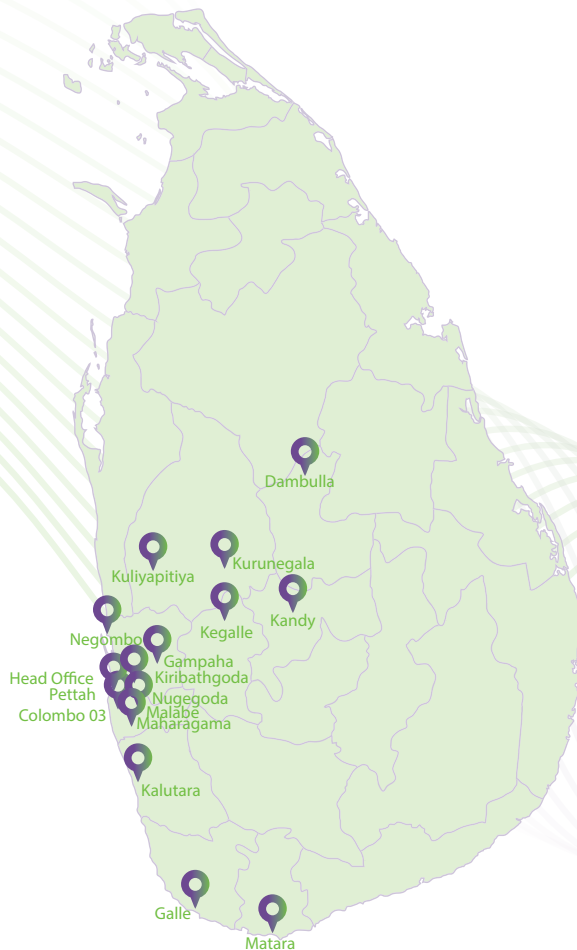 Dambulla
Kurunegala
Kuliyapitiya
Kegalle
Kandy
Negombo
Gampaha
Head Office
Kiribathgoda
Pettah
Nugegoda
Colombo 03
Malabe
Maharagama
Kalutara
Galle
Matara